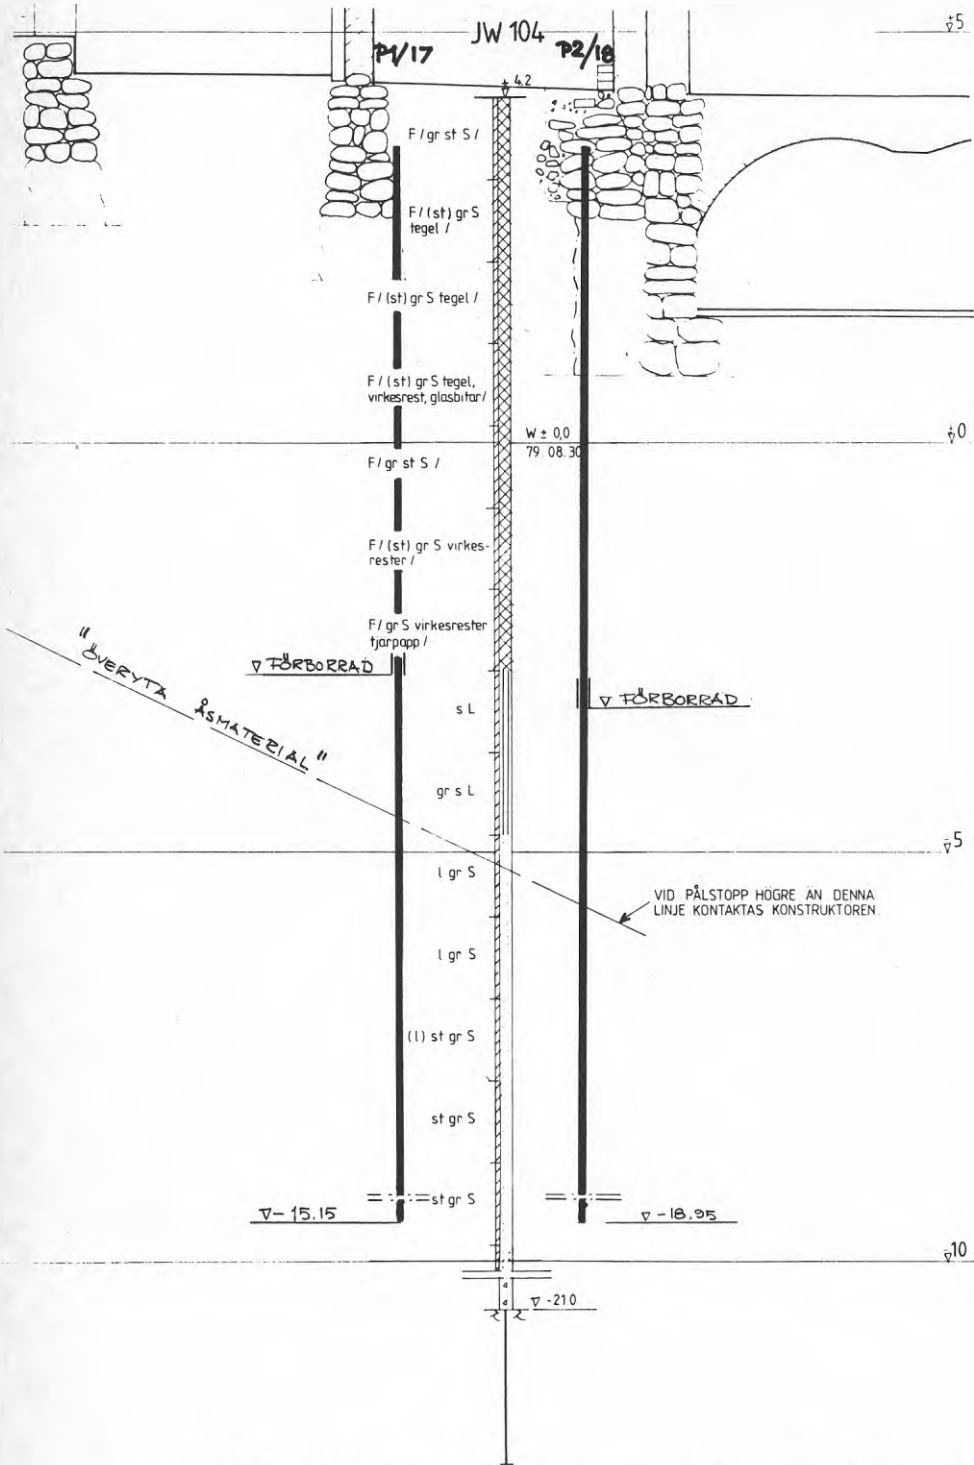 JW 104
+5
P1/17
P2/18
+ 4.2
F / gr st S /
F / (st) gr S
tegel /
F / (st) gr S tegel /
F / (st) gr S tegel,
virkesrest, glasbitar /
W ± 0,0
79. 08.30
±0
F / gr st S /
F / (st) gr S virkes-
rester /
F / gr S virkesrester
tjärpapp /
"ÖVERYTA ÅSMATERIAL"
FÖRBORRAD
FÖRBORRAD
s L
gr s L
-5
l gr S
VID PÅLSTOPP HÖGRE ÄN DENNA
LINJE KONTAKTAS KONSTRUKTÖREN.
l gr S
(l) st gr S
st gr S
st gr S
-15.15
-18.95
-10
-21.0